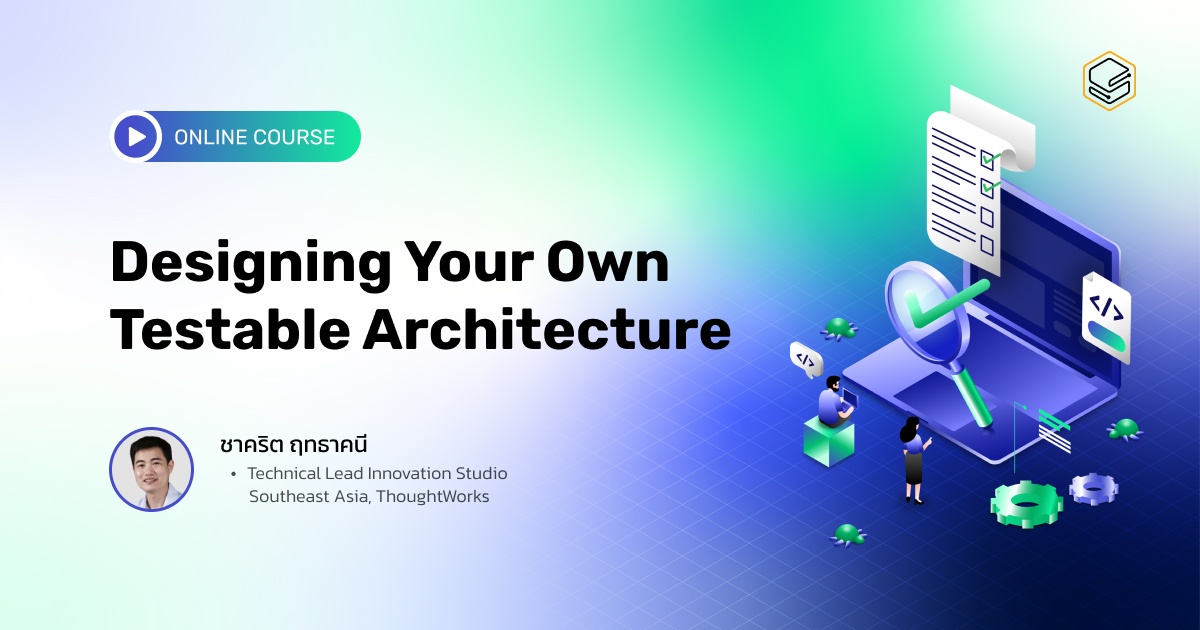 ONLINE COURSE
Designing Your Own
Testable Architecture
ชาคริต ฤทธาคนี
• Technical Lead Innovation Studio
Southeast Asia, ThoughtWorks
</>
</>